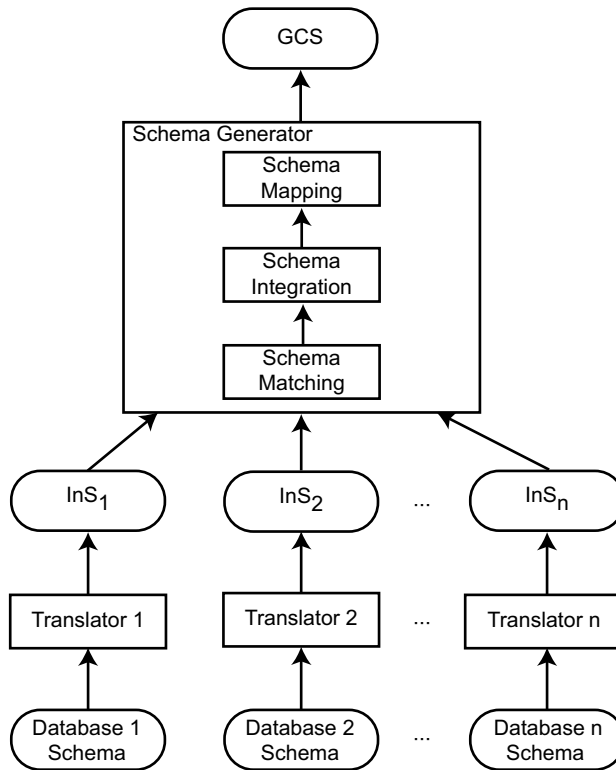 GCS
Schema Generator
Schema
Mapping
Schema
Integration
Schema
Matching
InS1
InS2
...
InSn
Translator 1
Translator 2
...
Translator n
Database 1
Schema
Database 2
Schema
...
Database n
Schema